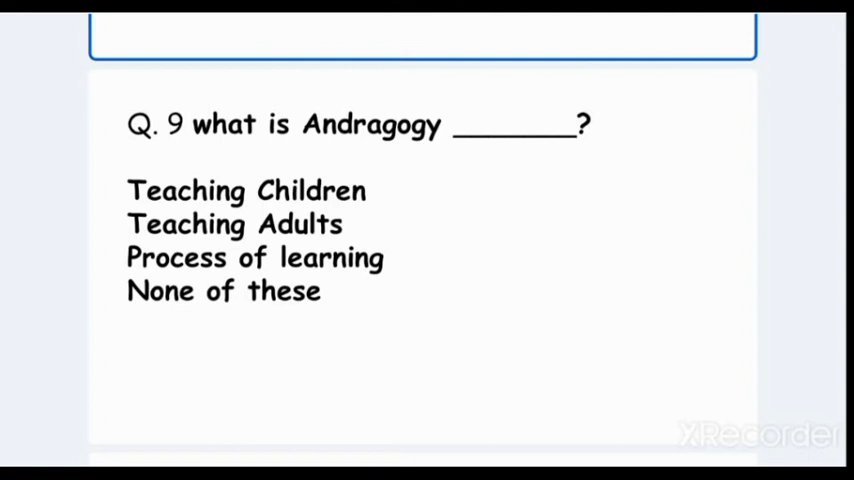 Q. 9 what is Andragogy ________?
Teaching Children
Teaching Adults
Process of learning
None of these
XRecorder